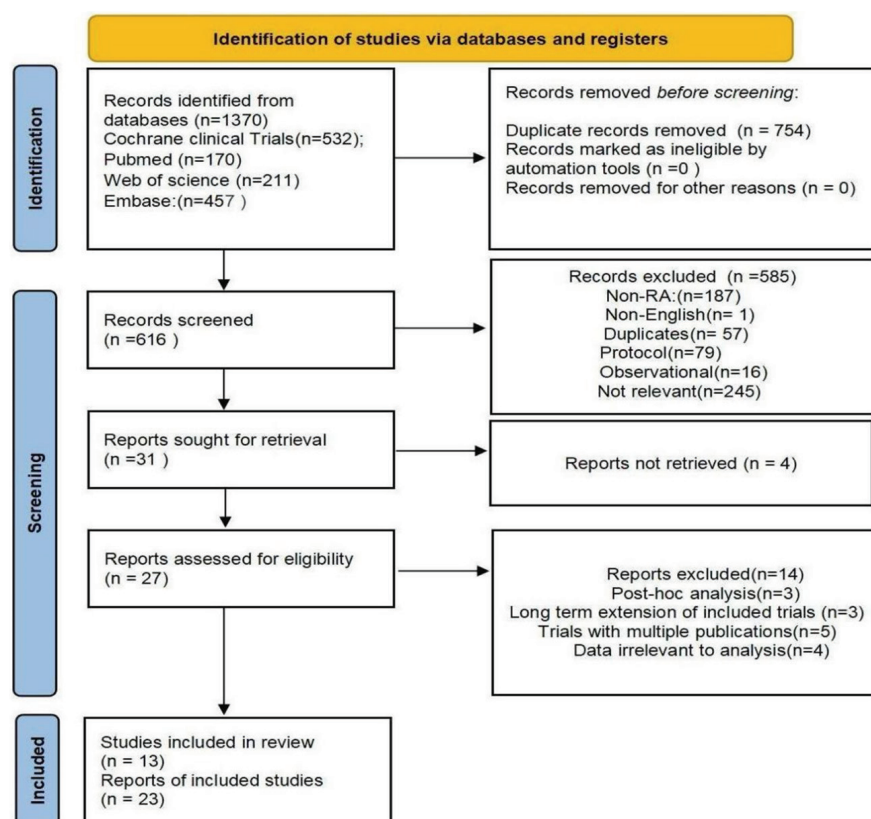 Identification of studies via databases and registers
Identification
Records identified from
databases (n=1370)
Cochrane clinical Trials(n=532);
Pubmed (n=170)
Web of science (n=211)
Embase:(n=457 )
Records removed before screening:
Duplicate records removed (n = 754)
Records marked as ineligible by
automation tools (n =0 )
Records removed for other reasons (n = 0)
Screening
Records screened
(n =616 )
Records excluded (n =585)
Non-RA:(n=187)
Non-English(n= 1)
Duplicates(n= 57)
Protocol(n=79)
Observational(n=16)
Not relevant(n=245)
Reports sought for retrieval
(n =31 )
Reports not retrieved (n = 4)
Reports assessed for eligibility
(n = 27)
Reports excluded(n=14)
Post-hoc analysis(n=3)
Long term extension of included trials (n=3)
Trials with multiple publications(n=5)
Data irrelevant to analysis(n=4)
Included
Studies included in review
(n = 13)
Reports of included studies
(n = 23)